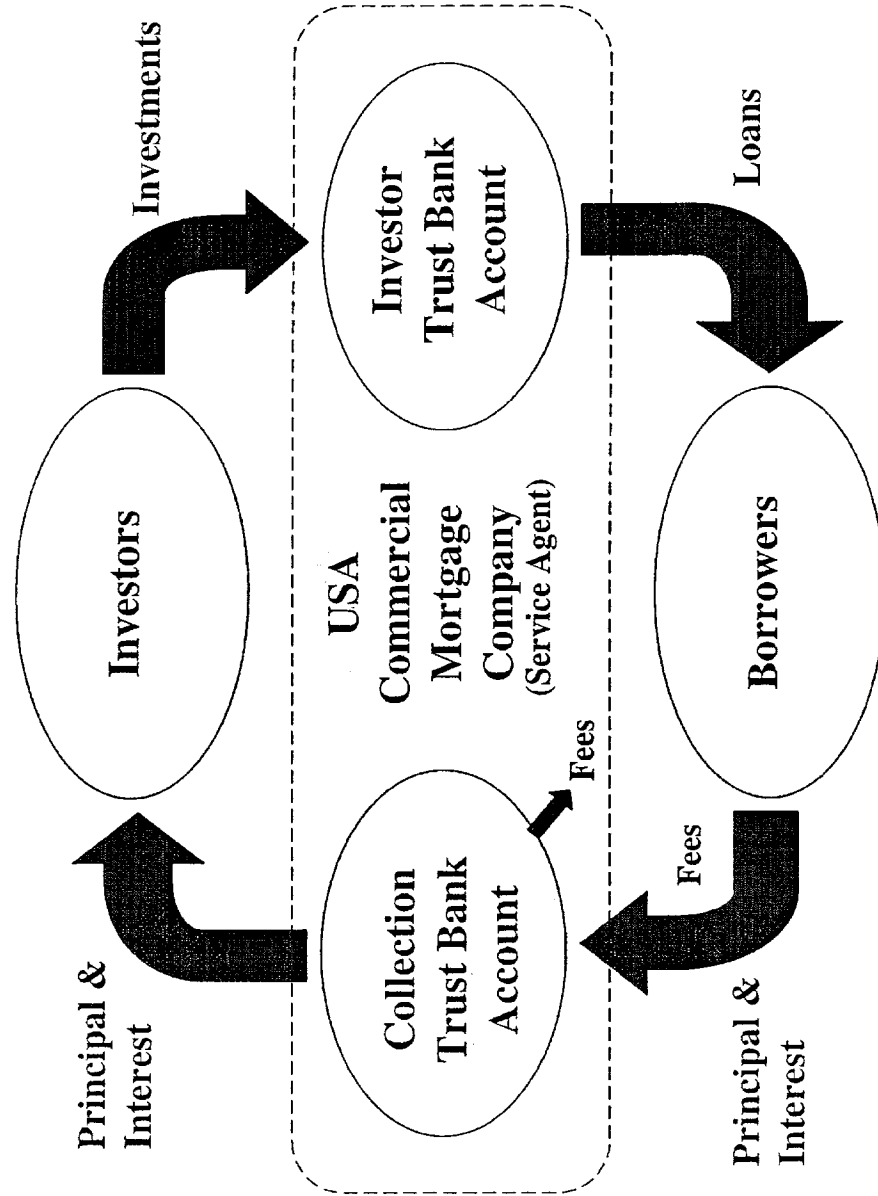 Investors
Principal &
Interest
Investments
Collection
Trust Bank
Account
Fees
USA
Commercial
Mortgage
Company
(Service Agent)
Investor
Trust Bank
Account
Principal &
Interest
Fees
Borrowers
Loans